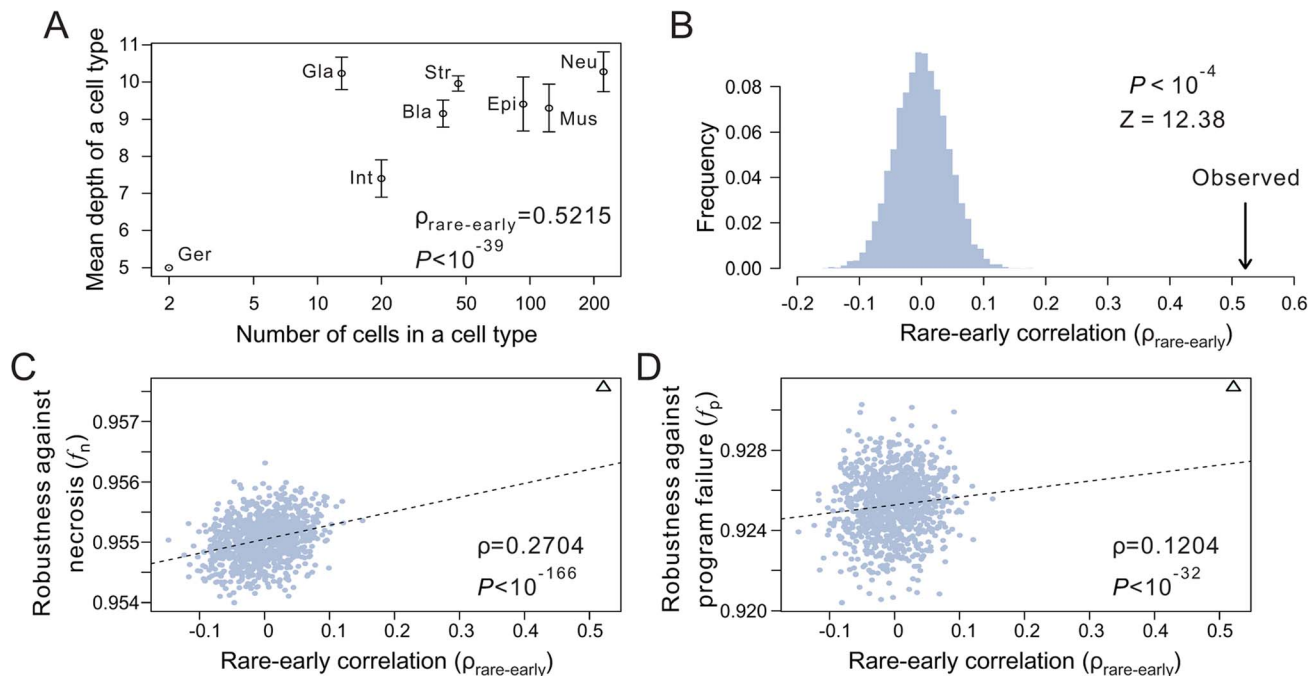 A
Mean depth of a cell type
11
10
9
8
7
6
5
Gla
Str
Neu
Bla
Epi
Mus
Int
Ger
ρrare-early=0.5215
P<10-39
2 5 10 20 50 100 200
Number of cells in a cell type
B
Frequency
0.08
0.06
0.04
0.02
0.00
P < 10-4
Z = 12.38
Observed
-0.2 -0.1 0.0 0.1 0.2 0.3 0.4 0.5 0.6
Rare-early correlation (ρrare-early)
C
Robustness against
necrosis (fn)
0.957
0.956
0.955
0.954
ρ=0.2704
P<10-166
-0.1 0 0.1 0.2 0.3 0.4 0.5
Rare-early correlation (ρrare-early)
D
Robustness against
program failure (fp)
0.928
0.924
0.920
ρ=0.1204
P<10-32
-0.1 0 0.1 0.2 0.3 0.4 0.5
Rare-early correlation (ρrare-early)